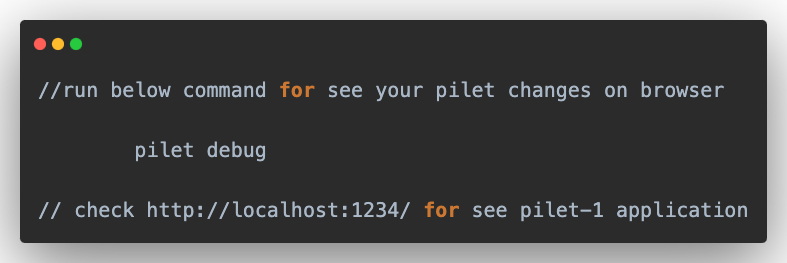 //run below command for see your pilet changes on browser
pilet debug
// check http://localhost:1234/ for see pilet-1 application